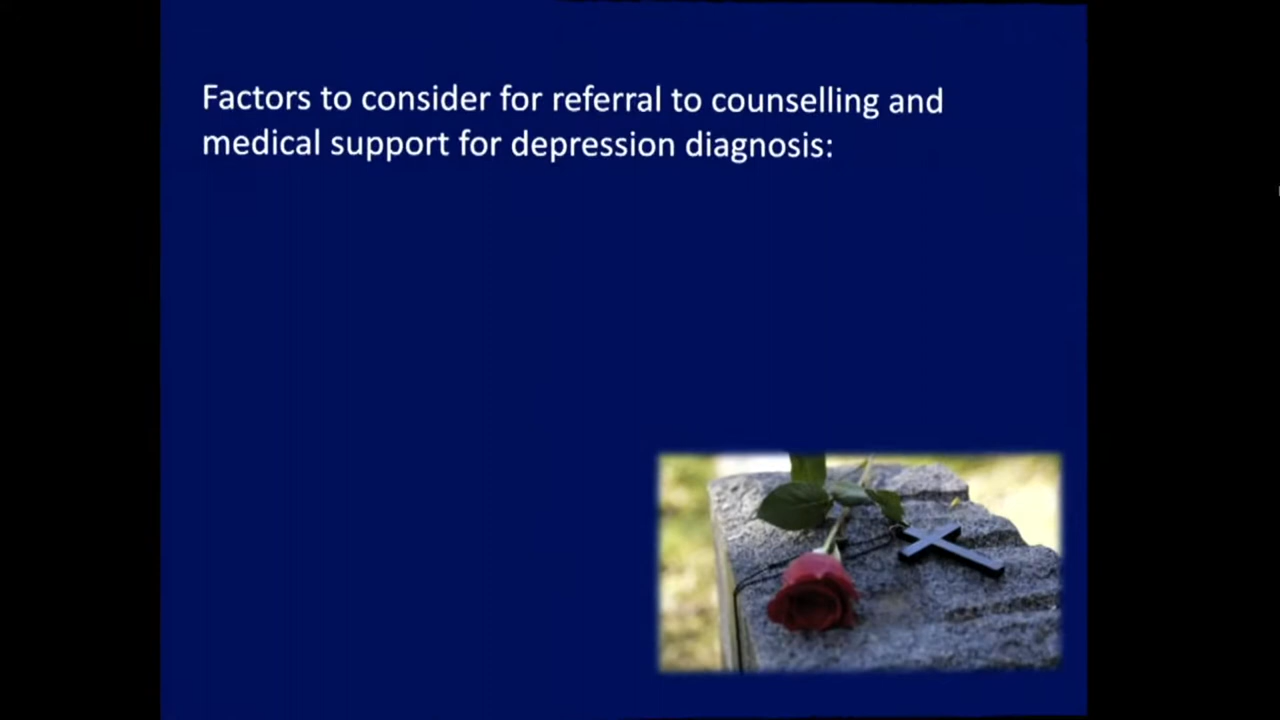 Factors to consider for referral to counselling and
medical support for depression diagnosis: